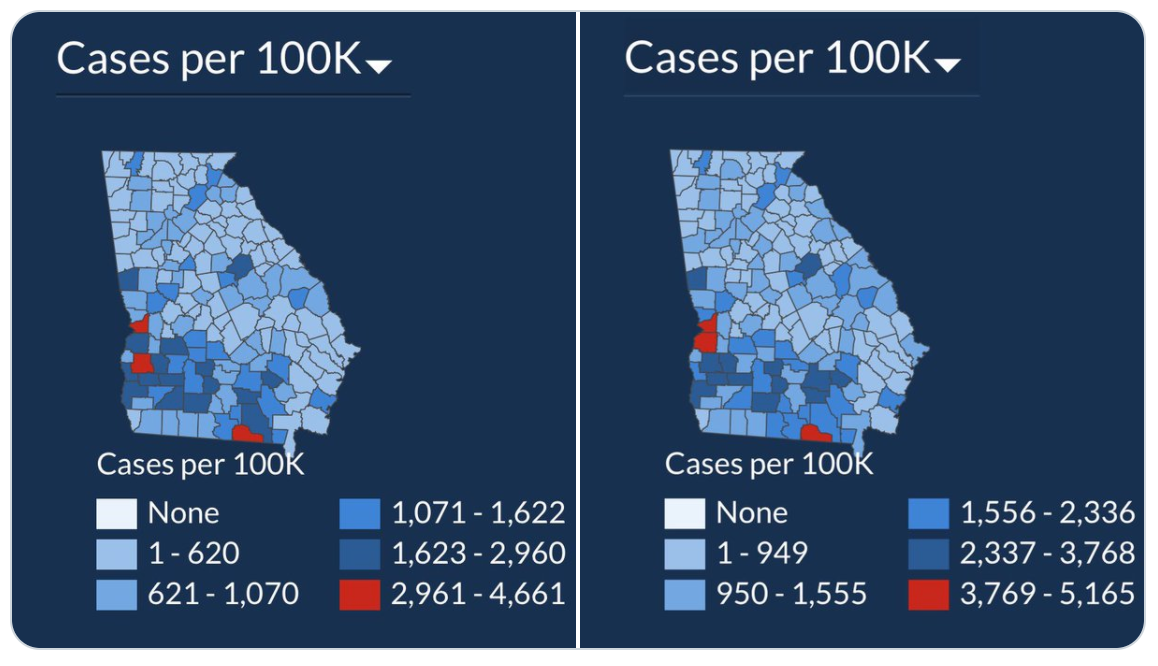 Cases per 100K
Cases per 100K
None
1 - 620
621 - 1,070
1,071 - 1,622
1,623 - 2,960
2,961 - 4,661
Cases per 100K
Cases per 100K
None
1 - 949
950 - 1,555
1,556 - 2,336
2,337 - 3,768
3,769 - 5,165